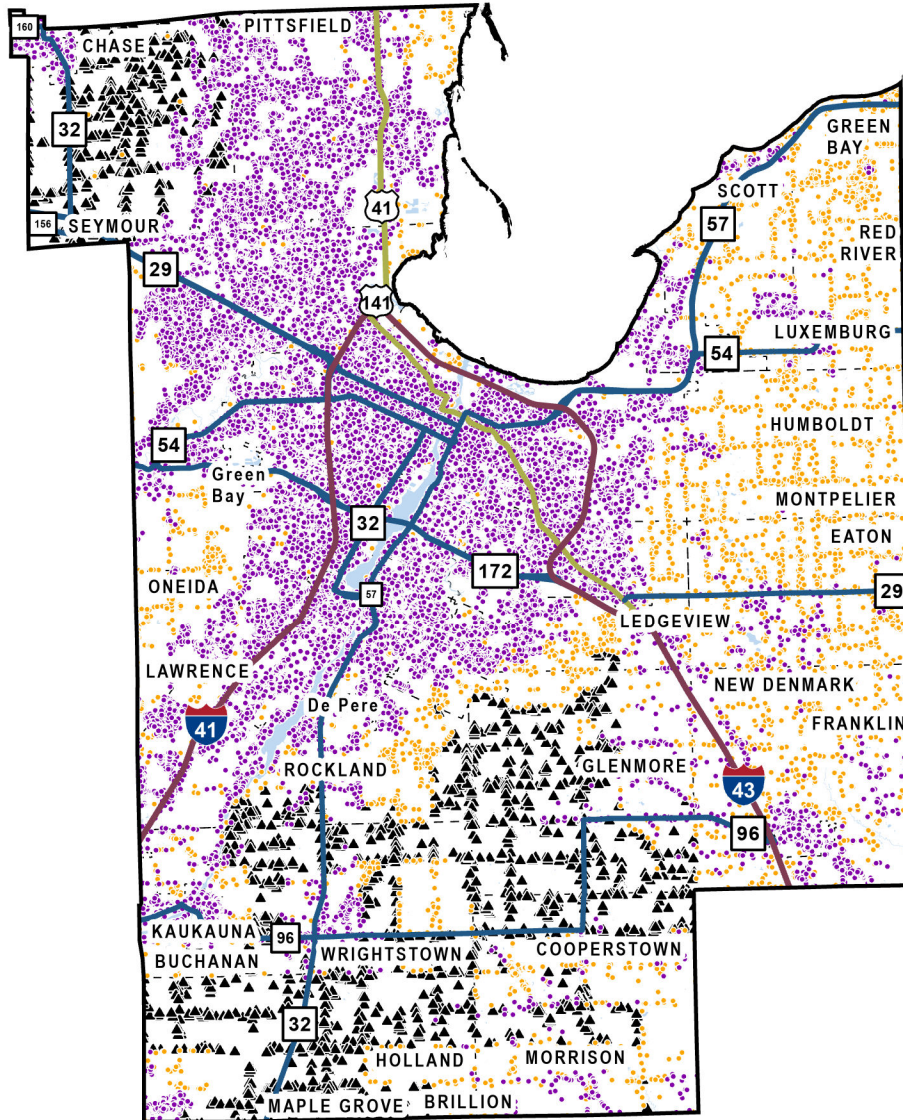 160
PITTSFIELD
CHASE
32
GREEN
BAY
SCOTT
41
57
156
SEYMOUR
RED
RIVER
29
141
LUXEMBURG
54
HUMBOLDT
54
Green
Bay
MONTPELIER
32
EATON
172
ONEIDA
57
29
LEDGEVIEW
LAWRENCE
NEW DENMARK
De Pere
41
FRANKLIN
GLENMORE
ROCKLAND
43
96
KAUKAUNA
96
WRIGHTSTOWN
COOPERSTOWN
BUCHANAN
32
HOLLAND
MORRISON
MAPLE GROVE
BRILLION